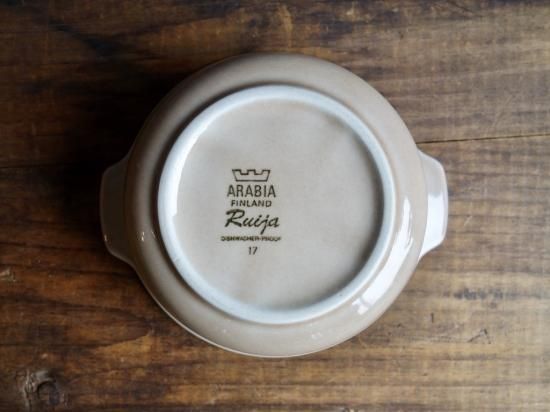 ARABIA
FINLAND
Ruija
DISHWASHER-PROOF
17